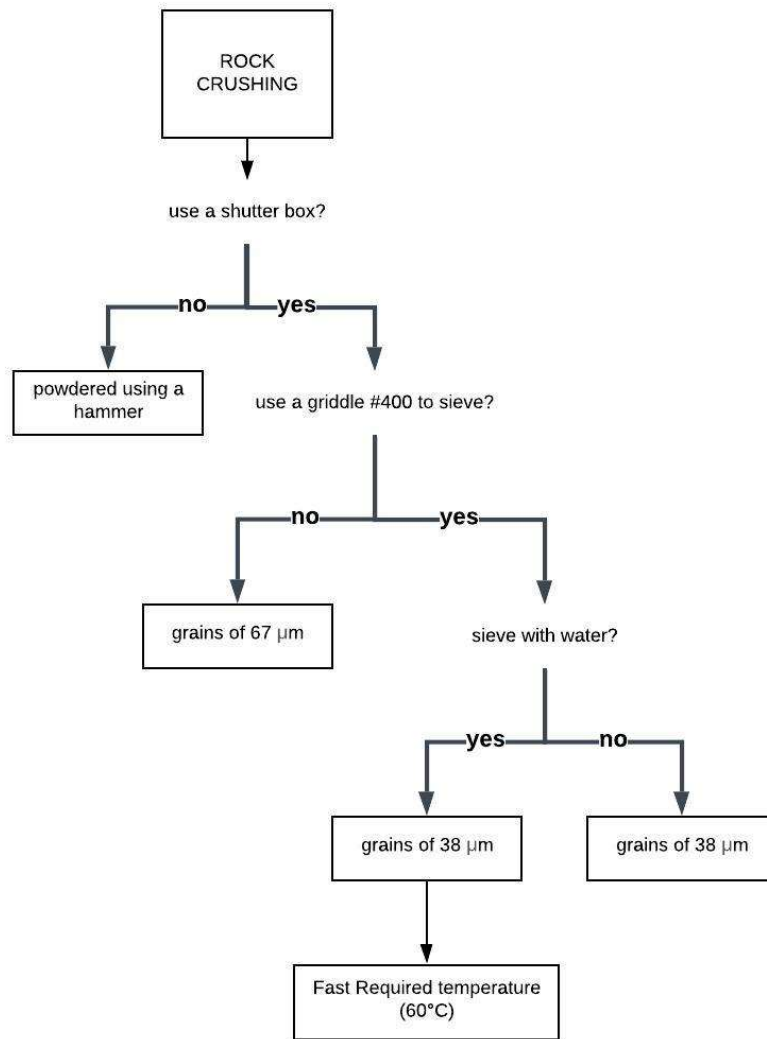 ROCK
CRUSHING
use a shutter box?
no
yes
powdered using a
hammer
use a griddle #400 to sieve?
no
yes
grains of 67 µm
sieve with water?
yes
no
grains of 38 µm
grains of 38 µm
Fast Required temperature
(60°C)